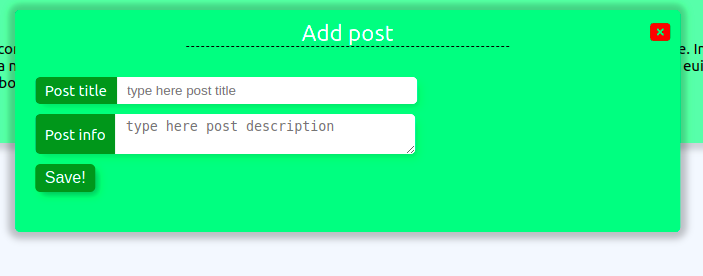 Add post
×
Post title type here post title
Post info type here post description
Save!